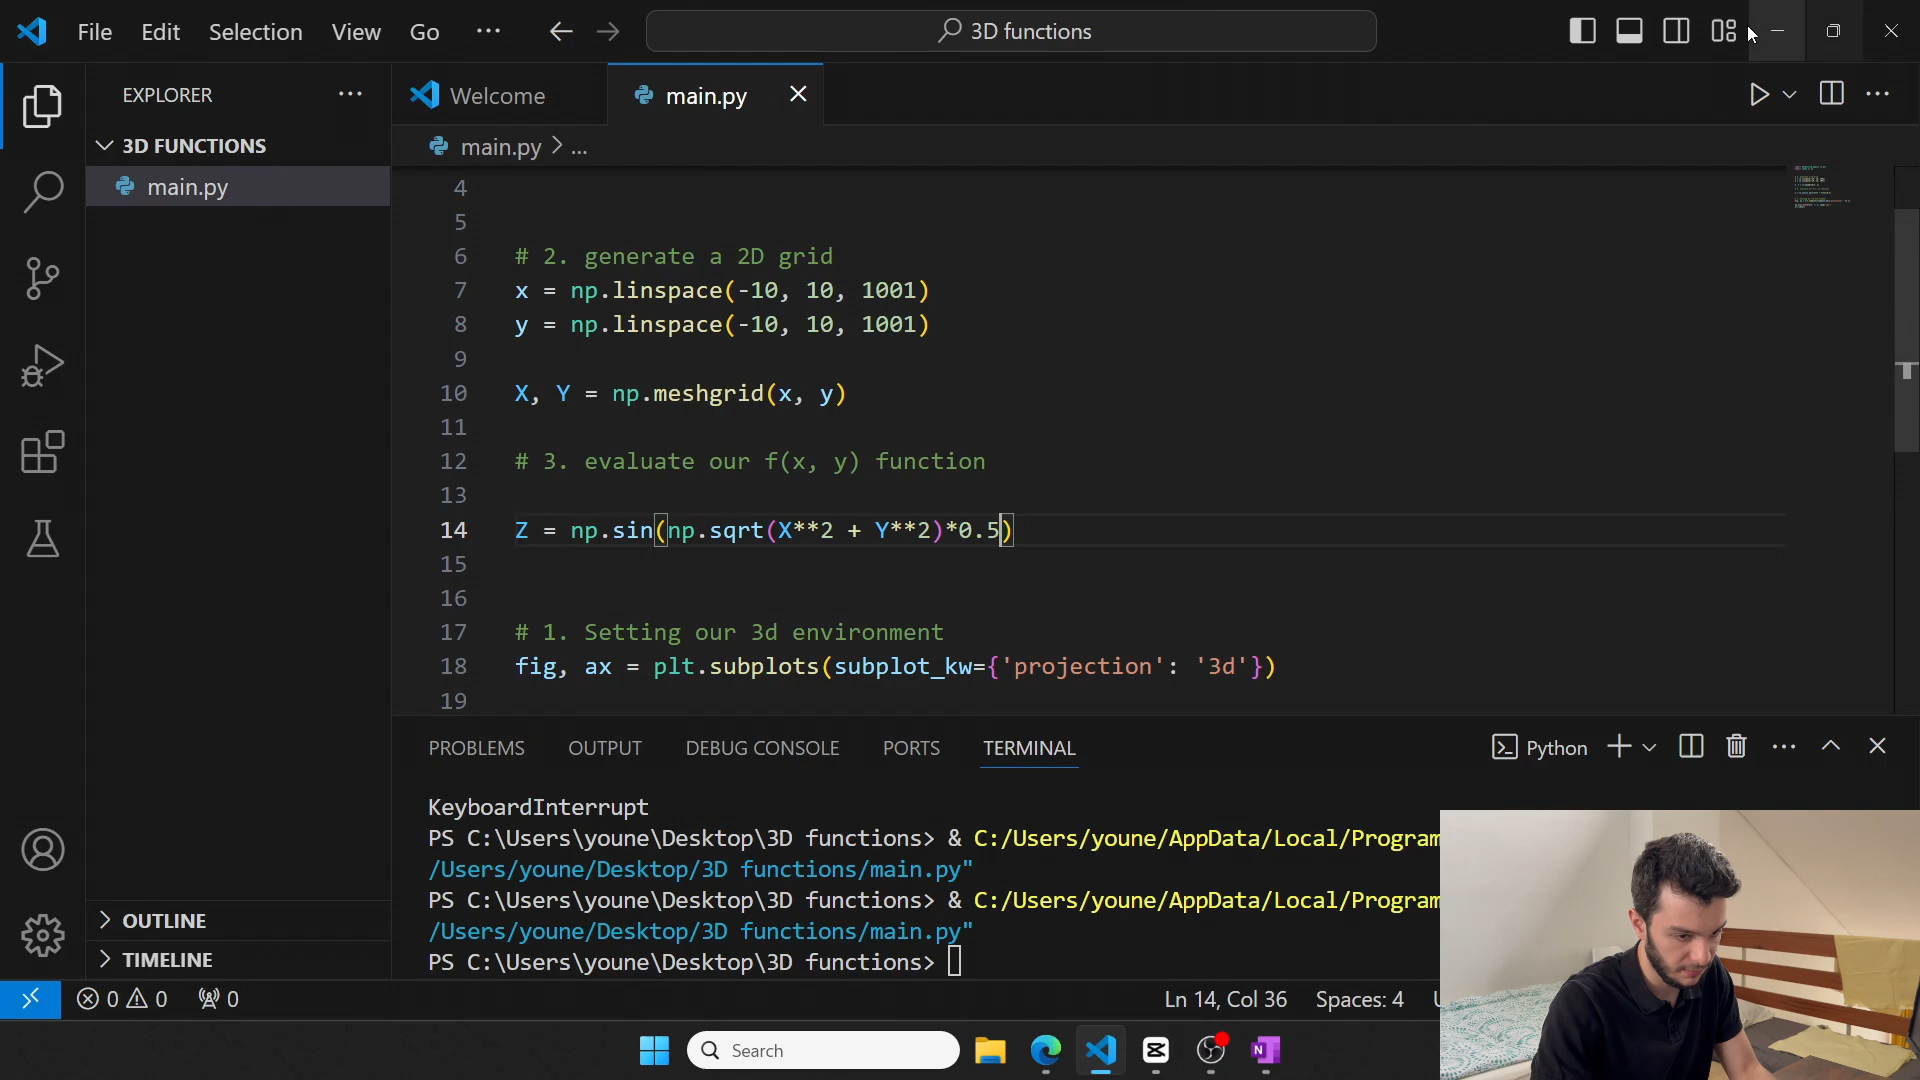 File Edit Selection View Go ... 3D functions
EXPLORER
Welcome
main.py
3D FUNCTIONS
main.py > ...
main.py
4
5
6 # 2. generate a 2D grid
7 x = np.linspace(-10, 10, 1001)
8 y = np.linspace(-10, 10, 1001)
9
10 X, Y = np.meshgrid(x, y)
11
12 # 3. evaluate our f(x, y) function
13
14 Z = np.sin(np.sqrt(X**2 + Y**2)*0.5)
15
16
17 # 1. Setting our 3d environment
18 fig, ax = plt.subplots(subplot_kw={'projection': '3d'})
19
PROBLEMS OUTPUT DEBUG CONSOLE PORTS TERMINAL Python
KeyboardInterrupt
PS C:\Users\youne\Desktop\3D functions> & C:/Users/youne/AppData/Local/Program
/Users/youne/Desktop/3D functions/main.py"
PS C:\Users\youne\Desktop\3D functions> & C:/Users/youne/AppData/Local/Program
/Users/youne/Desktop/3D functions/main.py"
PS C:\Users\youne\Desktop\3D functions>
OUTLINE
TIMELINE
0 0 0 Ln 14, Col 36 Spaces: 4
Search
N